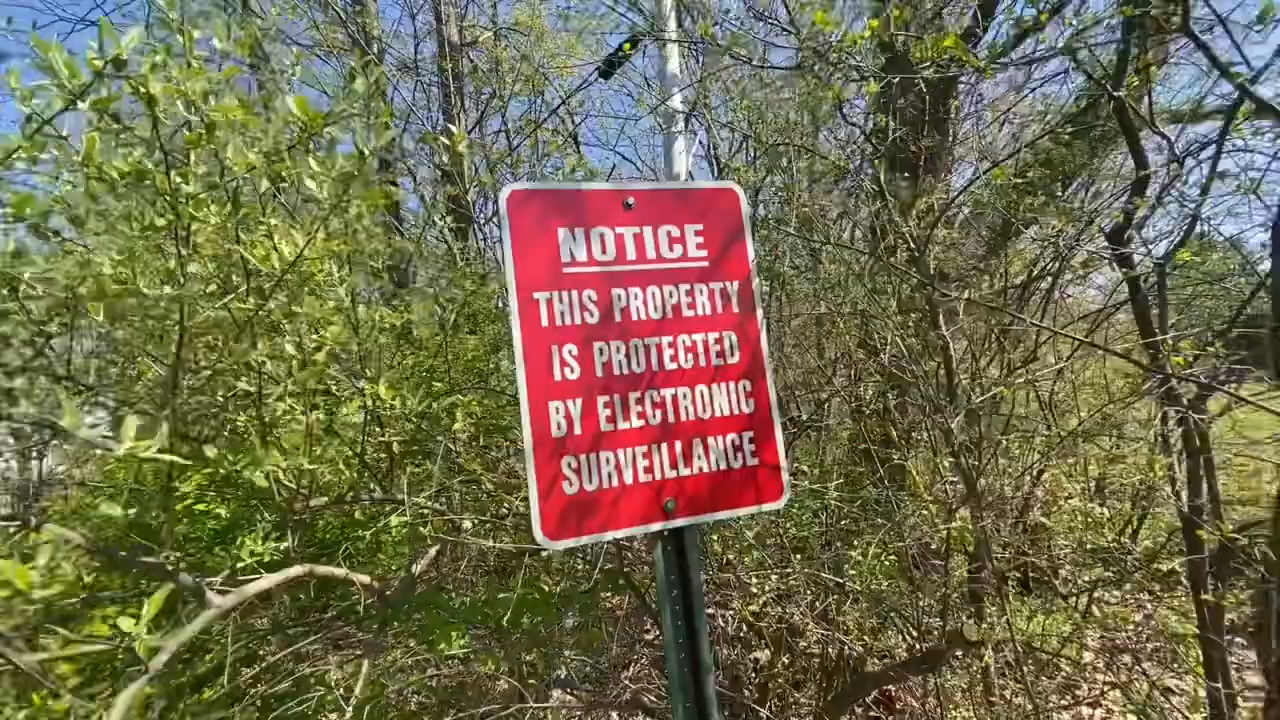 NOTICE
THIS PROPERTY
IS PROTECTED
BY ELECTRONIC
SURVEILLANCE